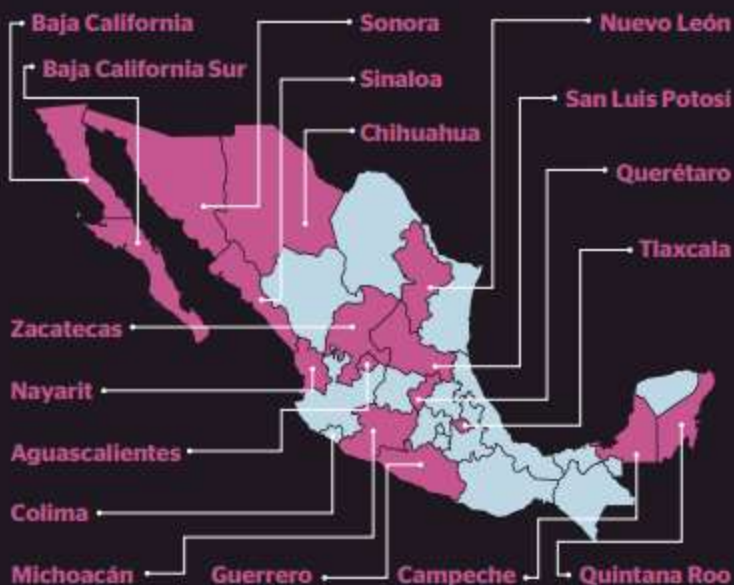 Baja California
Sonora
Nuevo León
Baja California Sur
Sinaloa
San Luis Potosí
Chihuahua
Querétaro
Tlaxcala
Zacatecas
Nayarit
Aguascalientes
Colima
Michoacán
Guerrero
Campeche
Quintana Roo